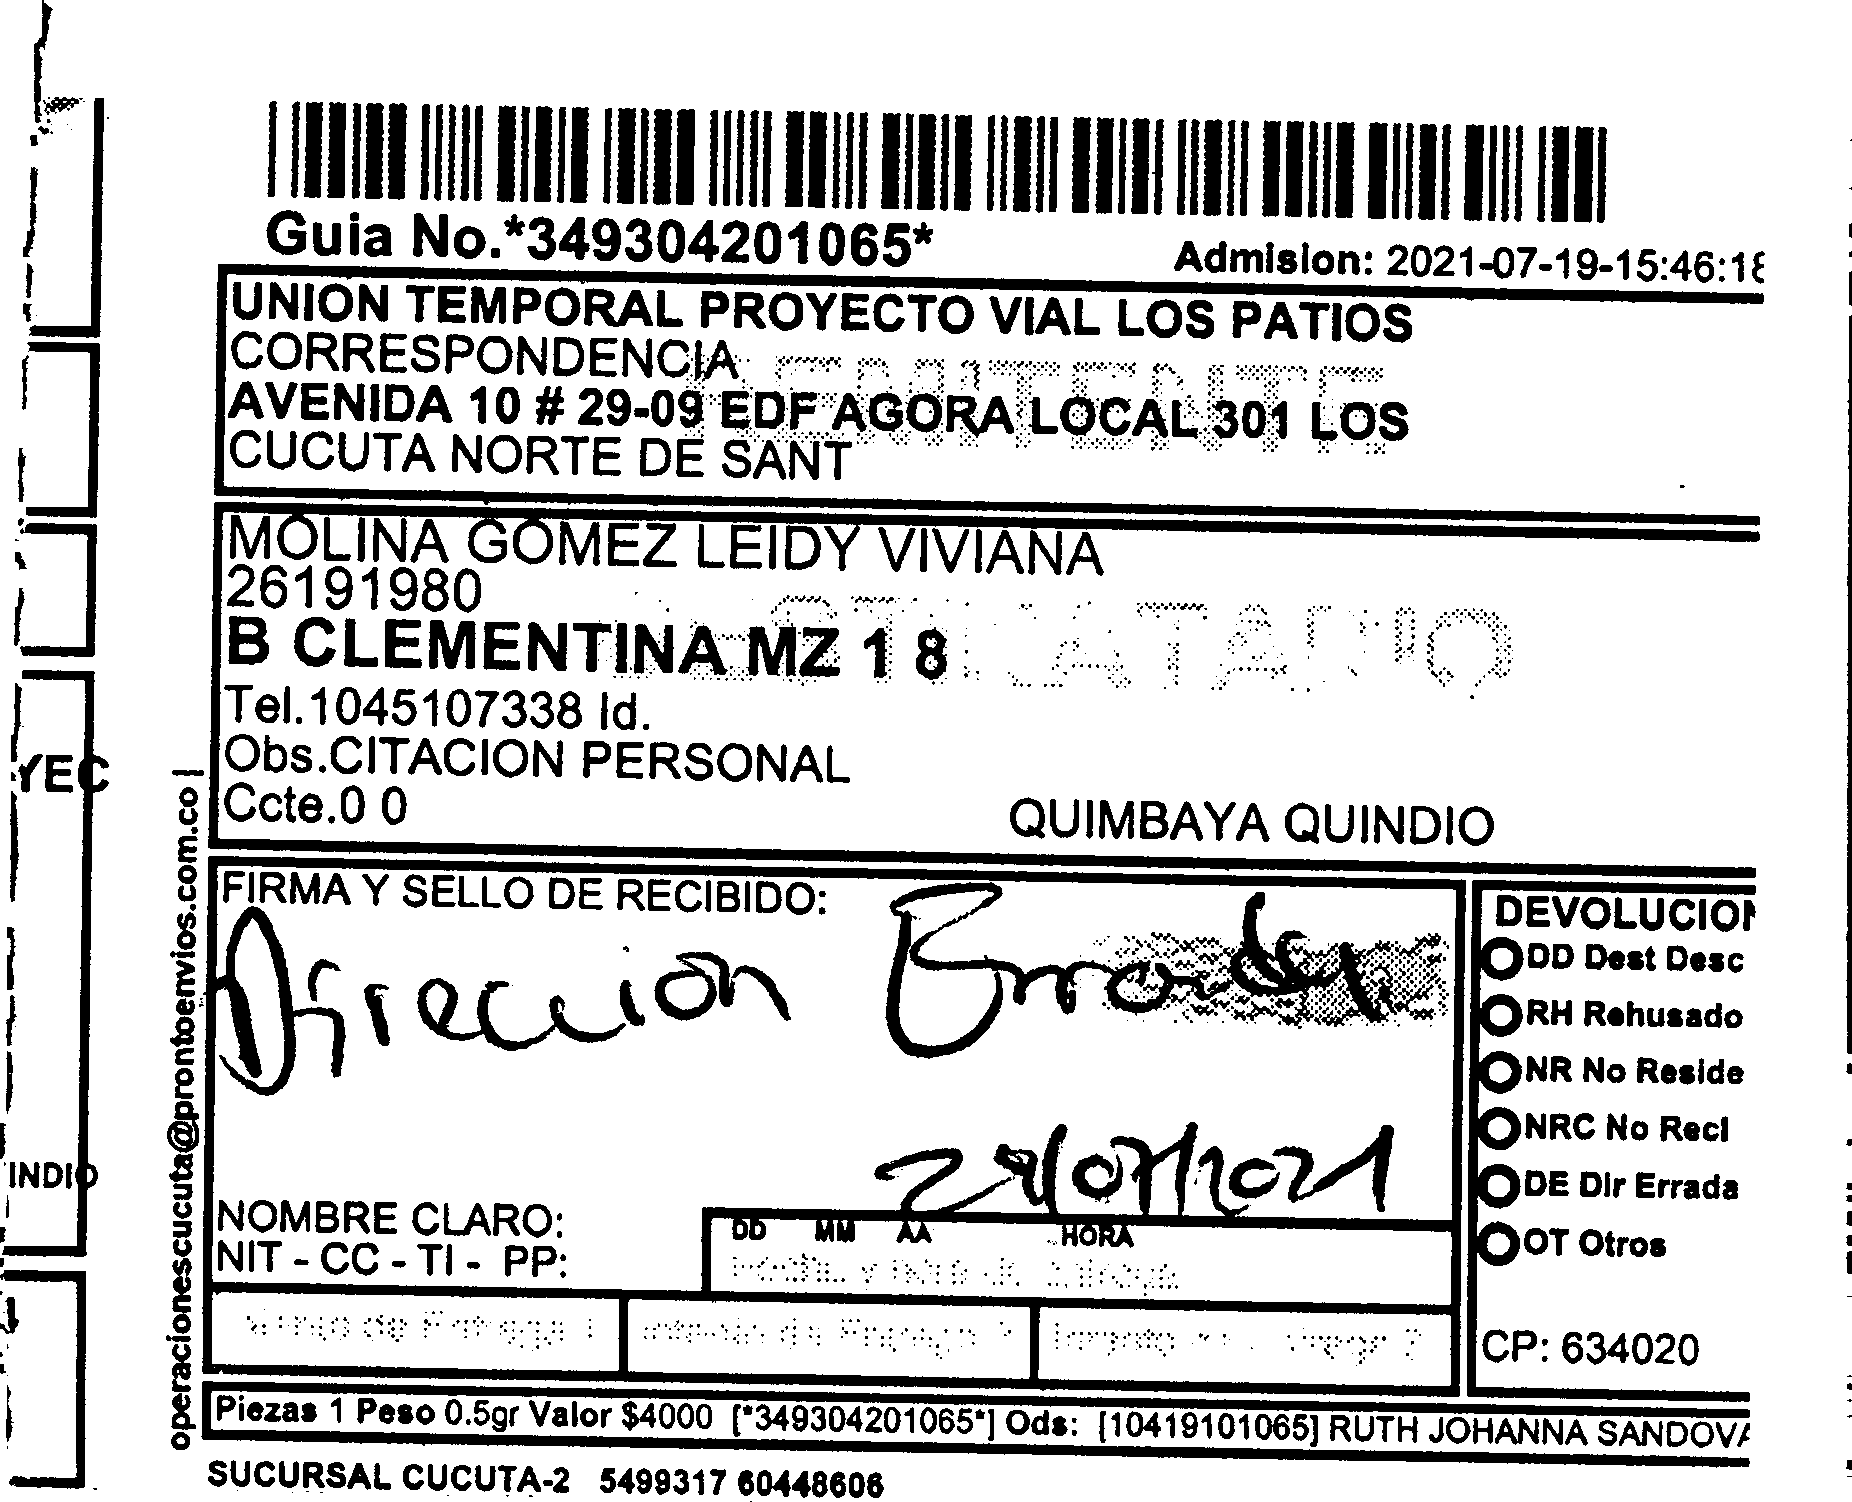 Guia No.*349304201065*
Admision: 2021-07-19-15:46:18
UNION TEMPORAL PROYECTO VIAL LOS PATIOS
CORRESPONDENCIA
REMITENTE
AVENIDA 10 # 29-09 EDF AGORA LOCAL 301 LOS
CUCUTA NORTE DE SANT
MOLINA GOMEZ LEIDY VIVIANA
26191980
DESTINATARIO
B CLEMENTINA MZ 1 8
Tel.1045107338 Id.
Obs.CITACION PERSONAL
Ccte.0 0
QUIMBAYA QUINDIO
FIRMA Y SELLO DE RECIBIDO:
Direccion Errada
/07/2021
NOMBRE CLARO:
NIT - CC - TI - PP:
DD MM AA HORA
DEVOLUCION
DD Dest Desc
RH Rehusado
NR No Reside
NRC No Recl
DE Dir Errada
OT Otros
CP: 634020
Piezas 1 Peso 0.5gr Valor $4000 [*349304201065*] Ods: [10419101065] RUTH JOHANNA SANDOVA
SUCURSAL CUCUTA-2 5499317 60448606
operacionescucuta@prontoenvios.com.co |
YEC
INDIO